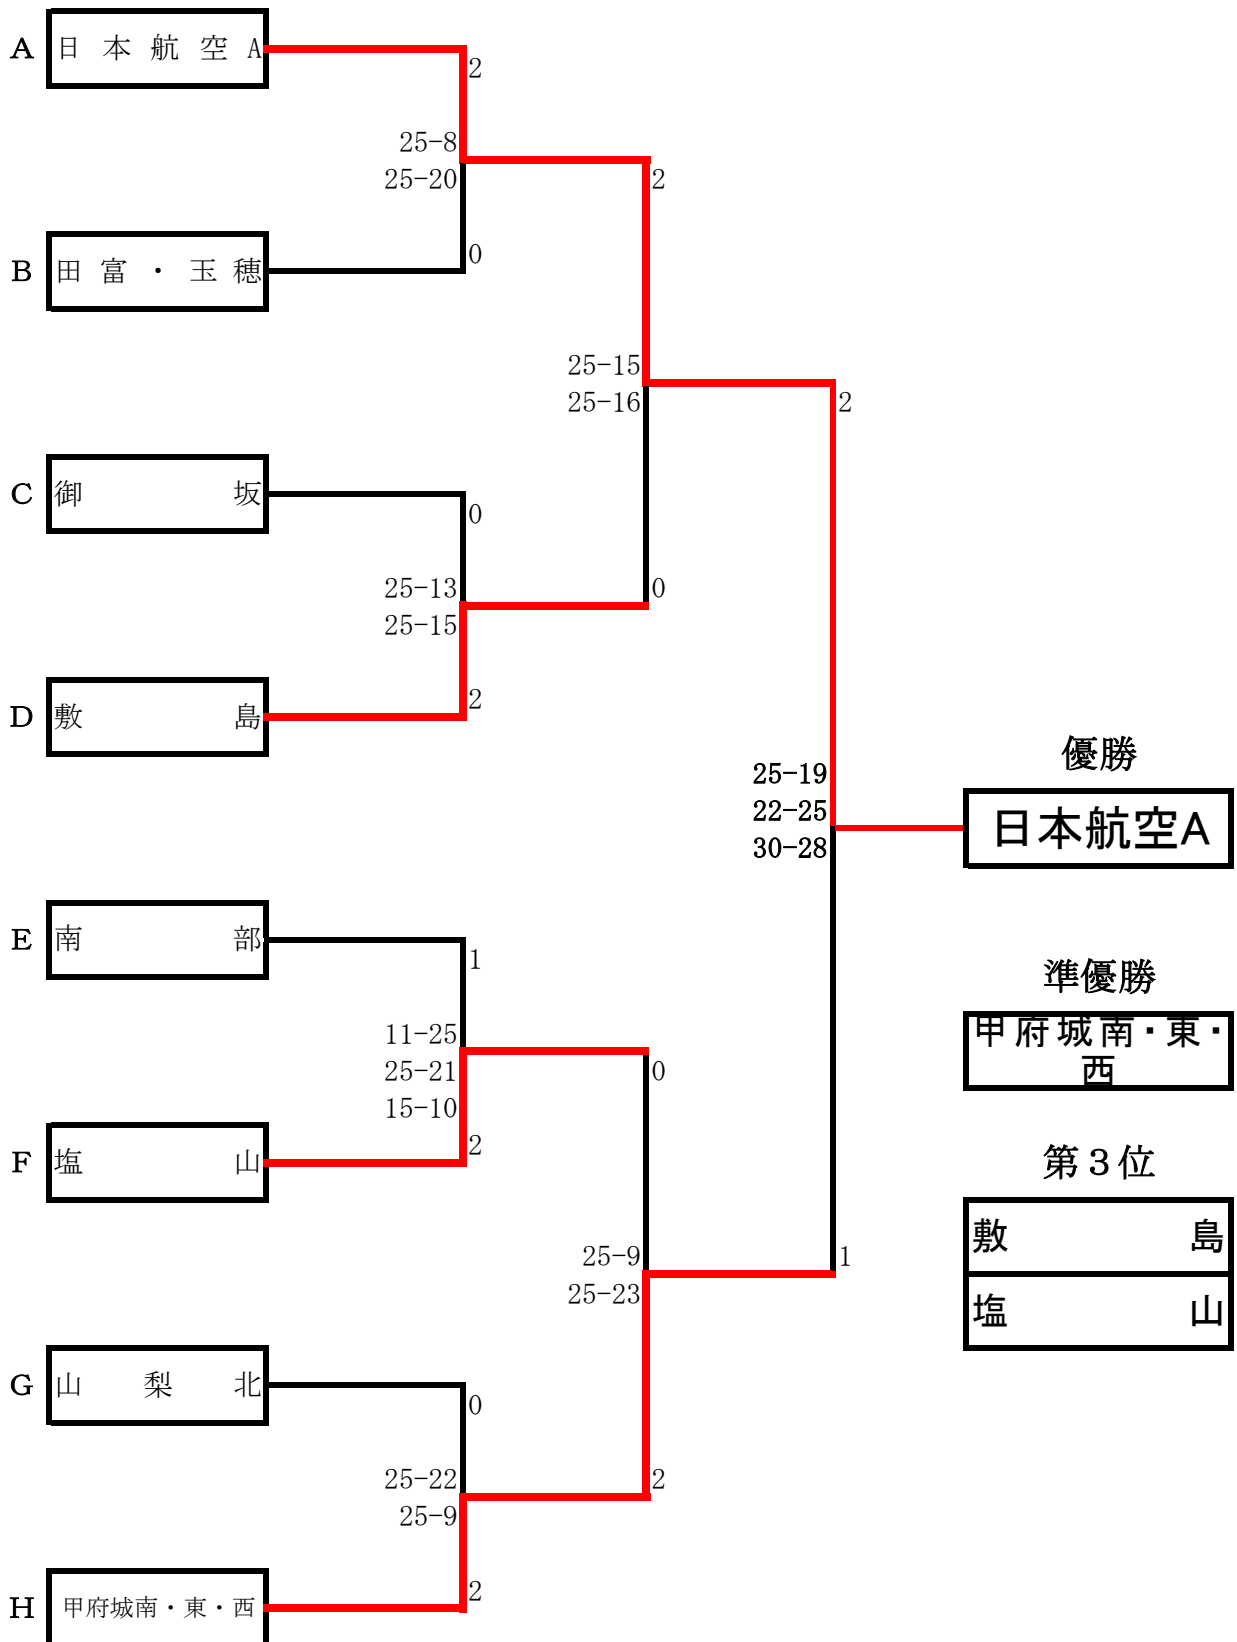 A 日本航空A
2
25-8
25-20
2
0
B 田富・玉穂
25-15
25-16
2
C 御坂
0
25-13
25-15
0
D 敷島
2
優勝
25-19
22-25
30-28
日本航空A
E 南部
1
準優勝
甲府城南・東・
西
11-25
25-21
15-10
0
2
F 塩山
第３位
敷島
塩山
25-9
25-23
1
G 山梨北
0
25-22
25-9
2
2
H 甲府城南・東・西